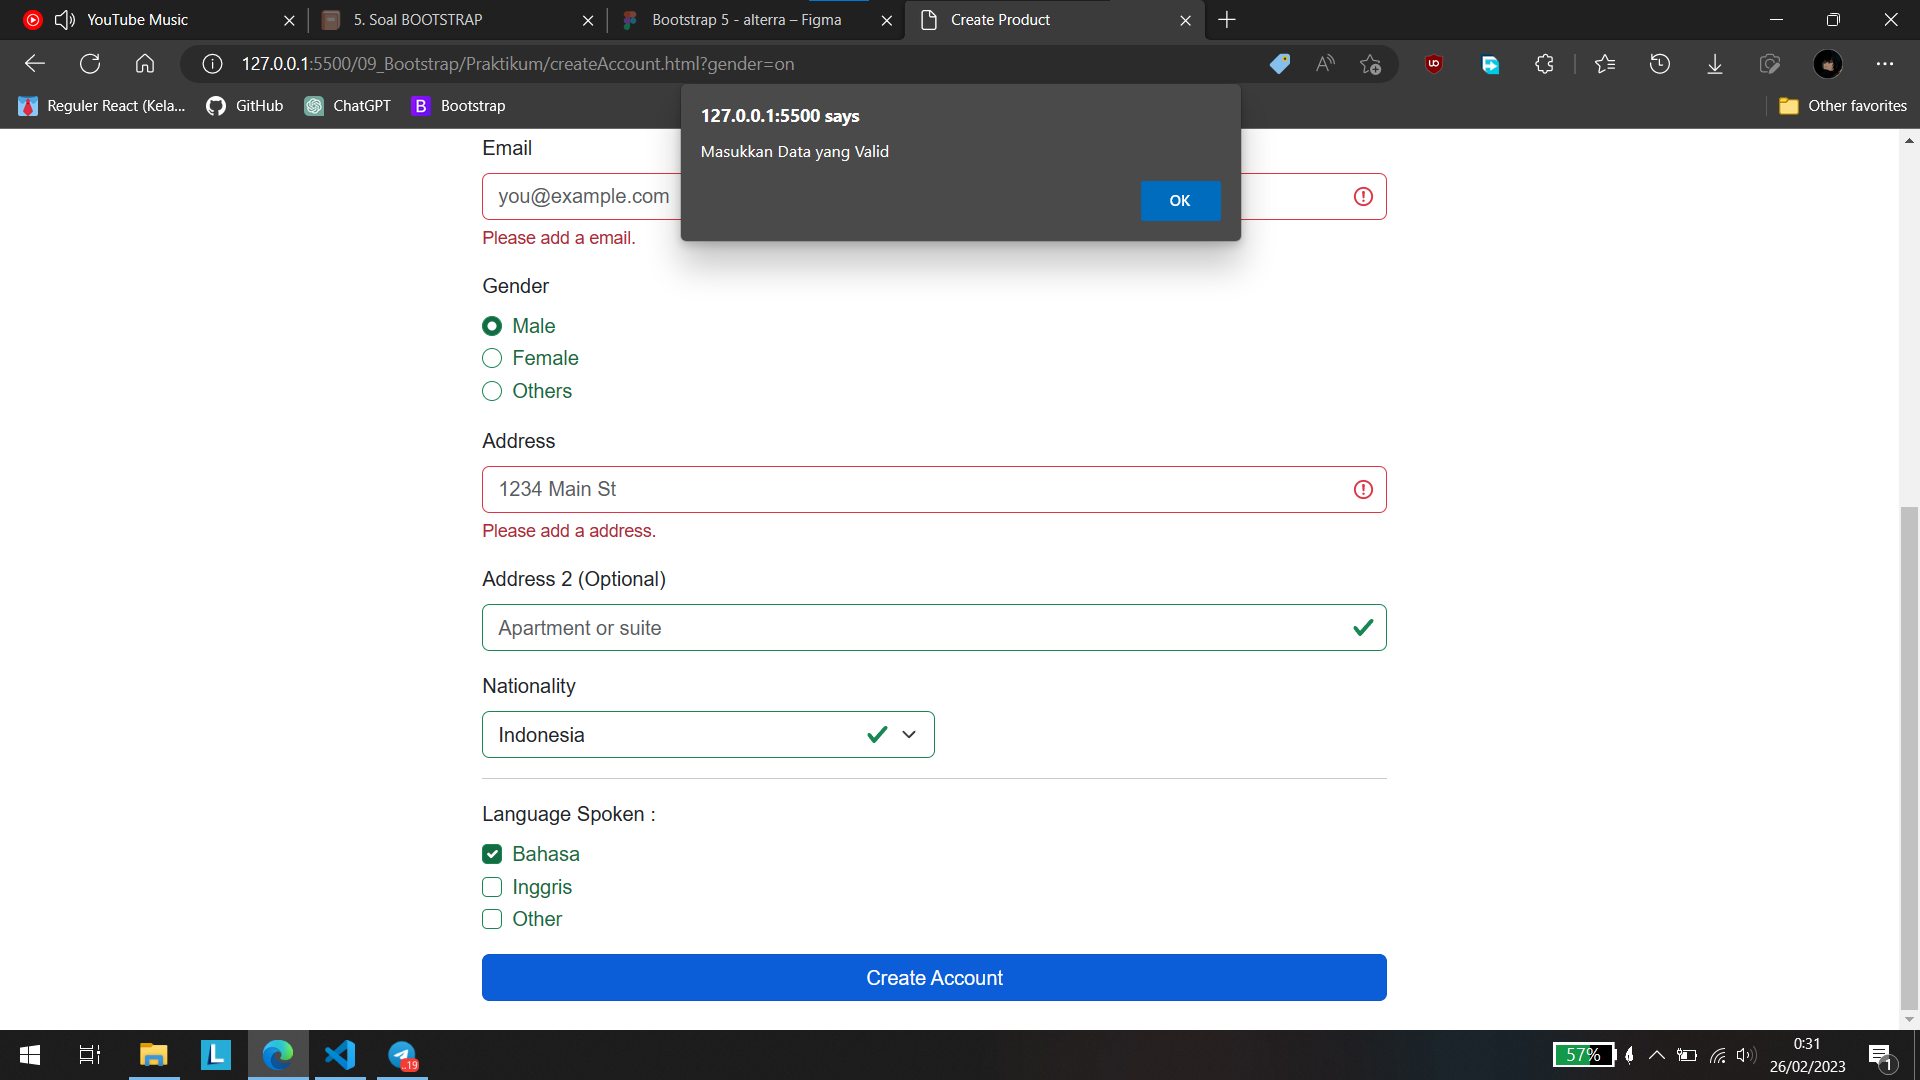 YouTube Music
5. Soal BOOTSTRAP
Bootstrap 5 - alterra – Figma
Create Product
127.0.0.1:5500/09_Bootstrap/Praktikum/createAccount.html?gender=on
Reguler React (Kela...
GitHub
ChatGPT
B Bootstrap
Other favorites
127.0.0.1:5500 says
Masukkan Data yang Valid
OK
Email
you@example.com
Please add a email.
Gender
Male
Female
Others
Address
1234 Main St
Please add a address.
Address 2 (Optional)
Apartment or suite
Nationality
Indonesia
Language Spoken :
Bahasa
Inggris
Other
Create Account
L
..19
57%
0:31
26/02/2023
1